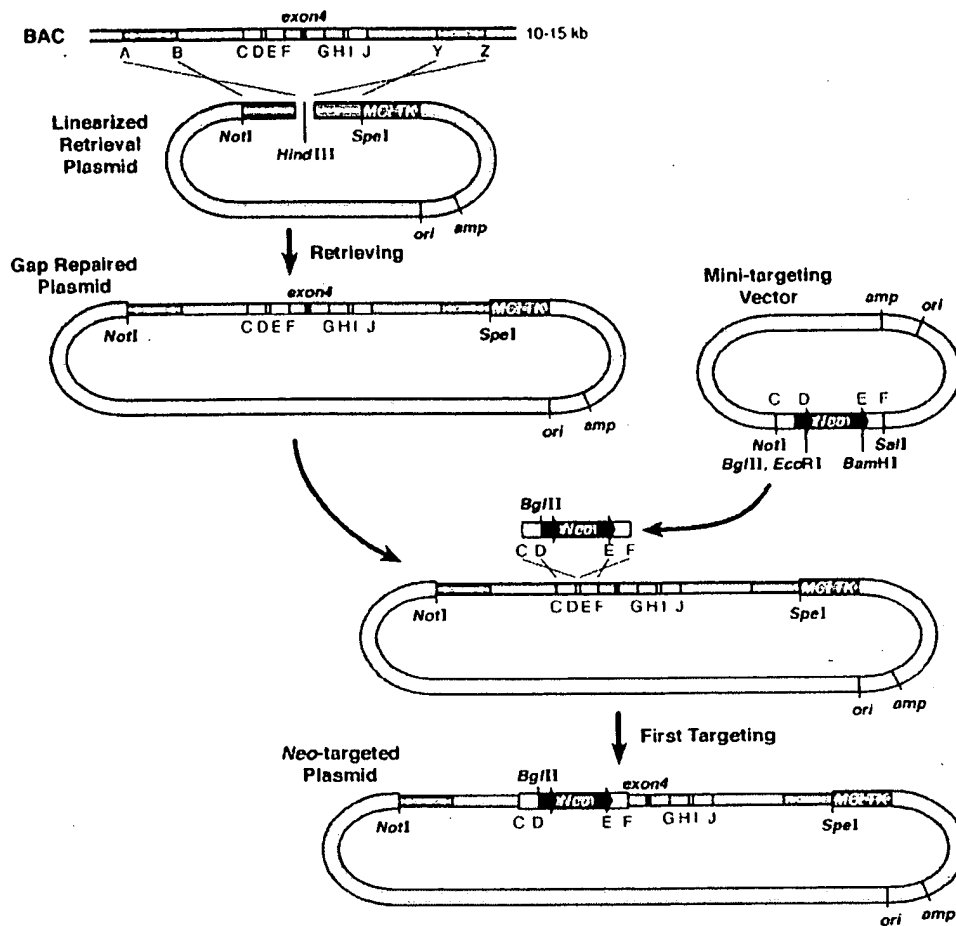 exon4
BAC
10-15 kb
A B C D E F G H I J Y Z
Linearized
Retrieval
Plasmid
NotI
SpeI
MC1-TK
HindIII
ori
amp
Retrieving
Gap Repaired
Plasmid
exon4
MC1-TK
C D E F G H I J
NotI
SpeI
ori
amp
Mini-targeting
Vector
amp
ori
C D E F
Neo
NotI
SalI
BglII, EcoRI
BamHI
BglII
Neo
C D E F
MC1-TK
C D E F G H I J
NotI
SpeI
ori
amp
First Targeting
Neo-targeted
Plasmid
BglII
exon4
Neo
MC1-TK
C D E F G H I J
NotI
SpeI
ori
amp